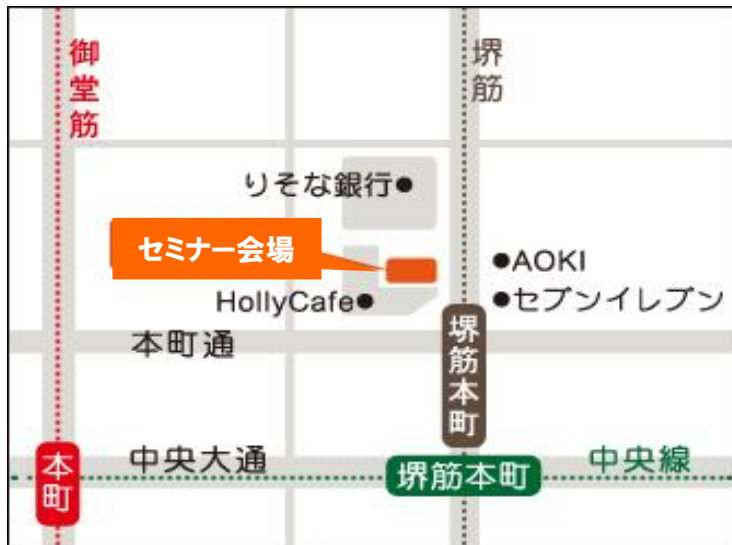 御堂筋
堺筋
りそな銀行●
セミナー会場
●AOKI
HollyCafe●
●セブンイレブン
本町通
堺筋本町
本町
中央大通
堺筋本町
中央線